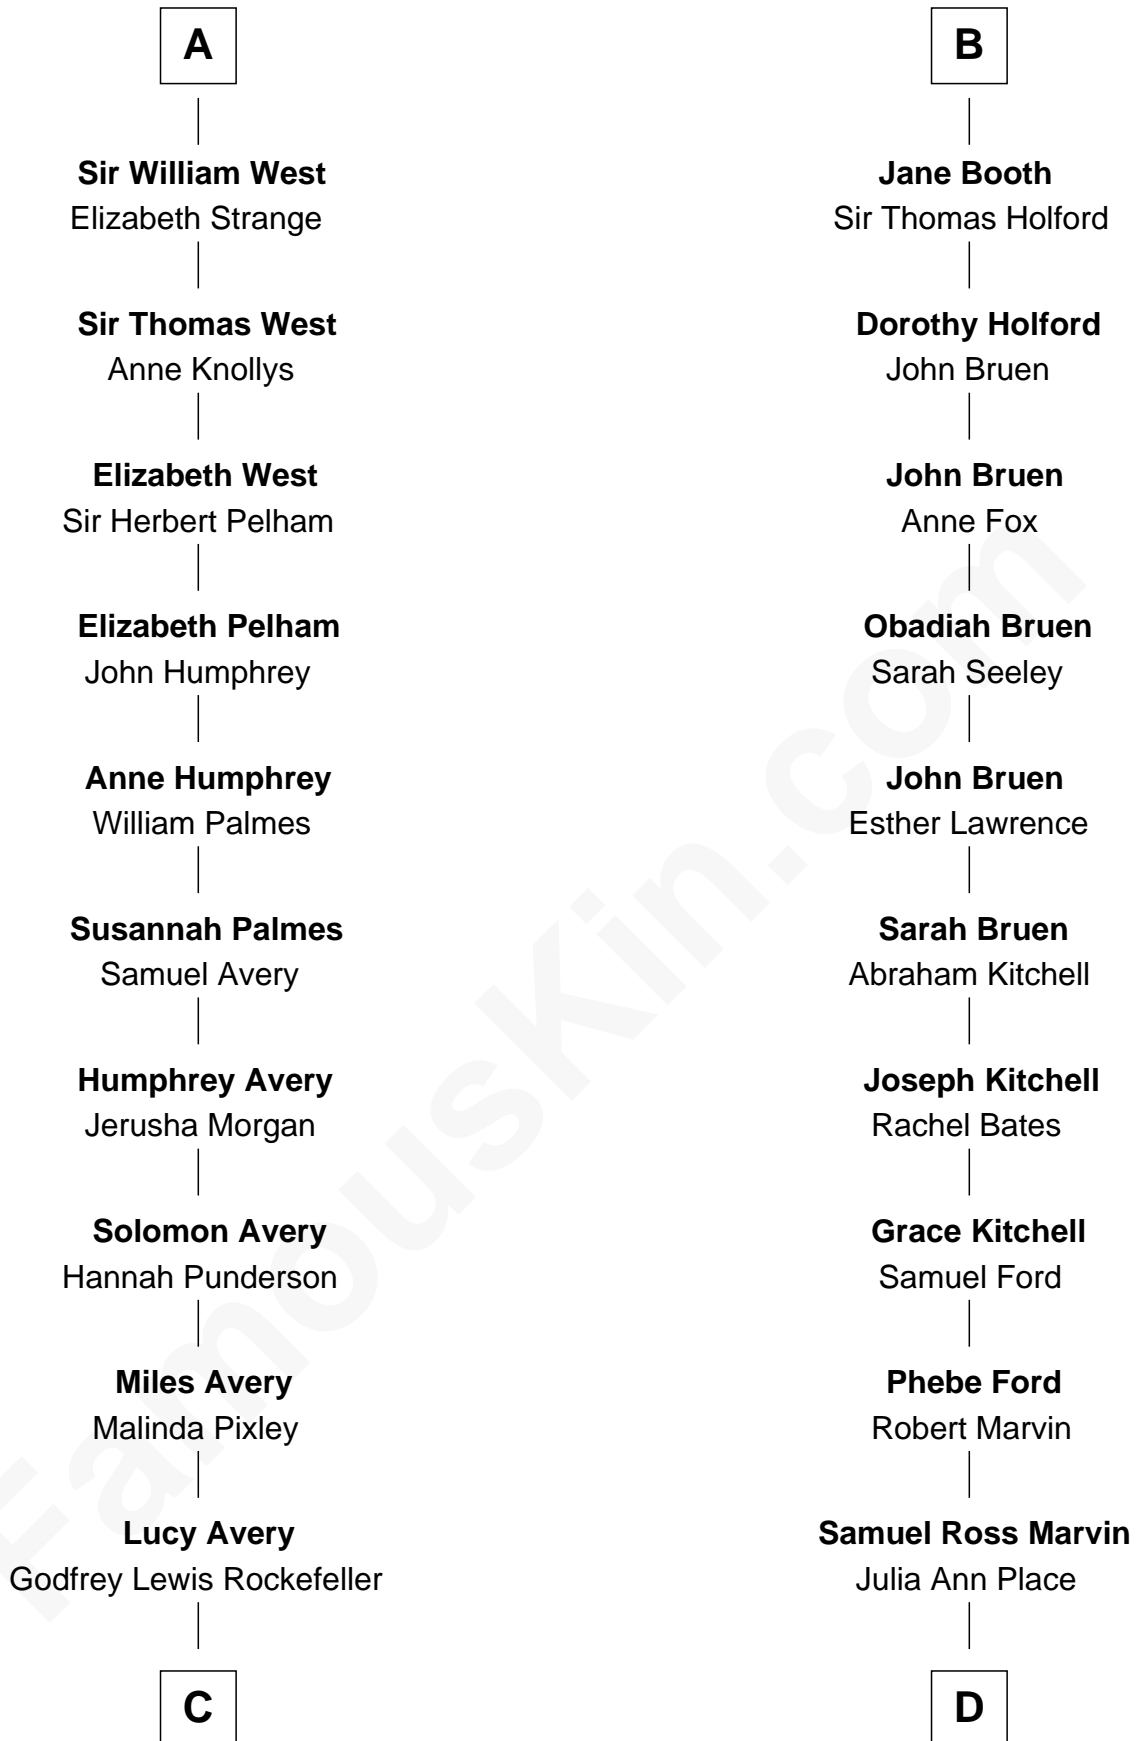 A
Sir William West
Elizabeth Strange
Sir Thomas West
Anne Knollys
Elizabeth West
Sir Herbert Pelham
Elizabeth Pelham
John Humphrey
Anne Humphrey
William Palmes
Susannah Palmes
Samuel Avery
Humphrey Avery
Jerusha Morgan
Solomon Avery
Hannah Punderson
Miles Avery
Malinda Pixley
Lucy Avery
Godfrey Lewis Rockefeller
C
B
Jane Booth
Sir Thomas Holford
Dorothy Holford
John Bruen
John Bruen
Anne Fox
Obadiah Bruen
Sarah Seeley
John Bruen
Esther Lawrence
Sarah Bruen
Abraham Kitchell
Joseph Kitchell
Rachel Bates
Grace Kitchell
Samuel Ford
Phebe Ford
Robert Marvin
Samuel Ross Marvin
Julia Ann Place
D
FamousKin.com